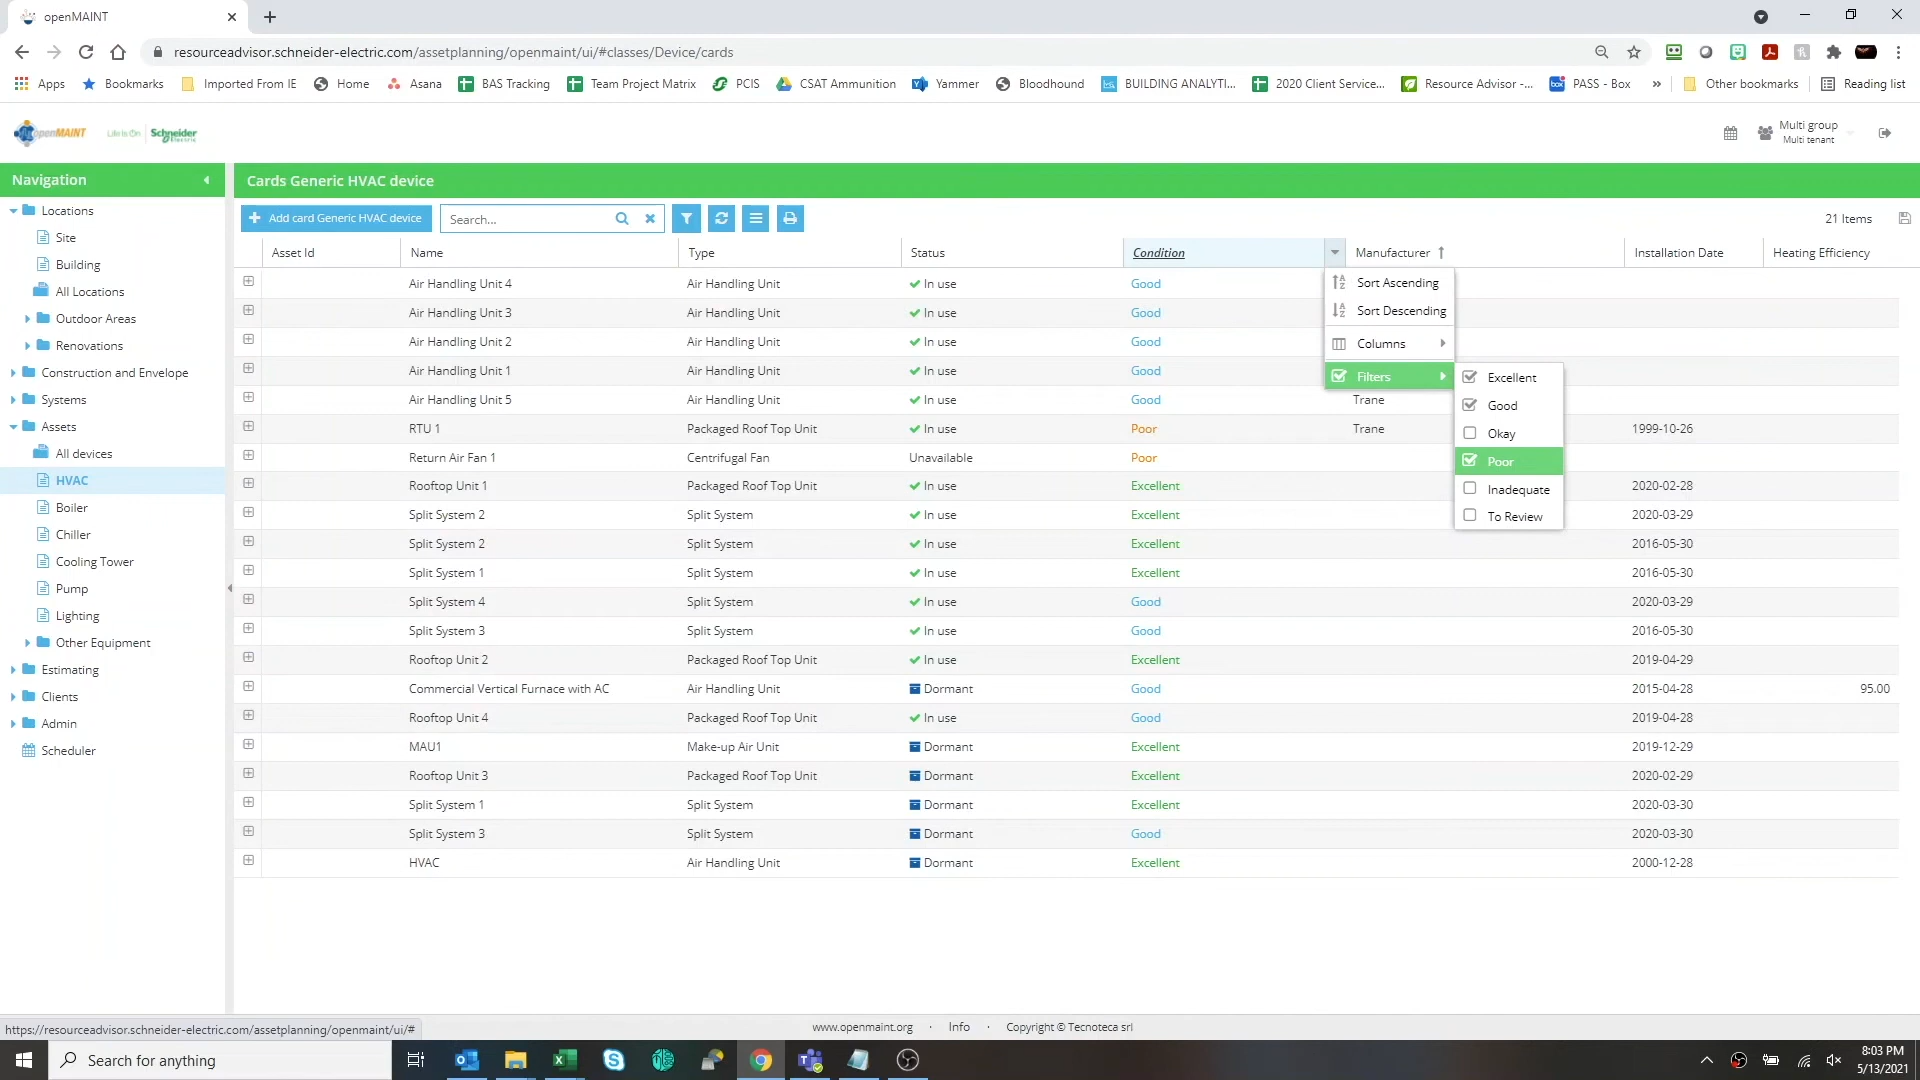 openMAINT
resourceadvisor.schneider-electric.com/assetplanning/openmaint/ui/#classes/Device/cards
Apps Bookmarks Imported From IE Home Asana BAS Tracking Team Project Matrix PCIS CSAT Ammunition Yammer Bloodhound BUILDING ANALYTI... 2020 Client Service... Resource Advisor -... PASS - Box » Other bookmarks Reading list
openMAINT Life Is On Schneider Electric
Multi group
Multi tenant
Navigation
Cards Generic HVAC device
Locations
Site
Building
All Locations
Outdoor Areas
Renovations
Construction and Envelope
Systems
Assets
All devices
HVAC
Boiler
Chiller
Cooling Tower
Pump
Lighting
Other Equipment
Estimating
Clients
Admin
Scheduler
Add card Generic HVAC device Search... 21 Items
Asset Id Name Type Status Condition Manufacturer Installation Date Heating Efficiency
Air Handling Unit 4 Air Handling Unit In use Good
Air Handling Unit 3 Air Handling Unit In use Good
Air Handling Unit 2 Air Handling Unit In use Good
Air Handling Unit 1 Air Handling Unit In use Good
Air Handling Unit 5 Air Handling Unit In use Good Trane
RTU 1 Packaged Roof Top Unit In use Poor Trane 1999-10-26
Return Air Fan 1 Centrifugal Fan Unavailable Poor
Rooftop Unit 1 Packaged Roof Top Unit In use Excellent 2020-02-28
Split System 2 Split System In use Excellent 2020-03-29
Split System 2 Split System In use Excellent 2016-05-30
Split System 1 Split System In use Excellent 2016-05-30
Split System 4 Split System In use Good 2020-03-29
Split System 3 Split System In use Good 2016-05-30
Rooftop Unit 2 Packaged Roof Top Unit In use Excellent 2019-04-29
Commercial Vertical Furnace with AC Air Handling Unit Dormant Good 2015-04-28 95.00
Rooftop Unit 4 Packaged Roof Top Unit In use Good 2019-04-28
MAU1 Make-up Air Unit Dormant Excellent 2019-12-29
Rooftop Unit 3 Packaged Roof Top Unit Dormant Excellent 2020-02-29
Split System 1 Split System Dormant Excellent 2020-03-30
Split System 3 Split System Dormant Good 2020-03-30
HVAC Air Handling Unit Dormant Excellent 2000-12-28
Sort Ascending
Sort Descending
Columns
Filters
Excellent
Good
Okay
Poor
Inadequate
To Review
https://resourceadvisor.schneider-electric.com/assetplanning/openmaint/ui/#
www.openmaint.org · Info · Copyright © Tecnoteca srl
Search for anything
8:03 PM
5/13/2021